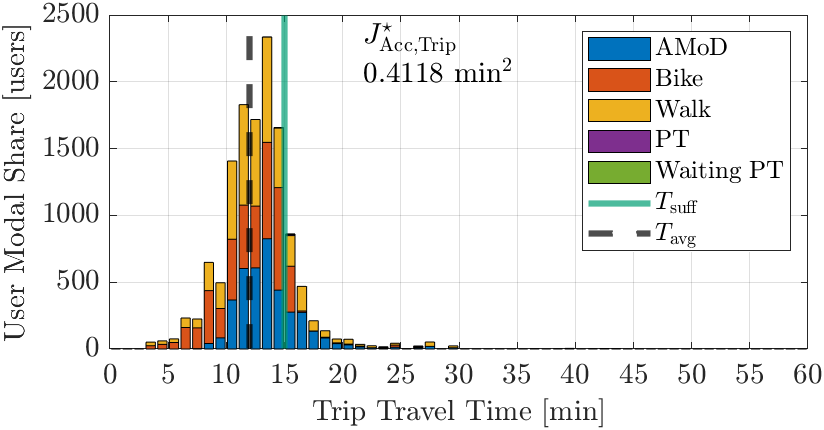 2500
2000
1500
1000
500
0
User Modal Share [users]
J⋆Acc,Trip
0.4118 min²
AMoD
Bike
Walk
PT
Waiting PT
Tsuff
Tavg
0 5 10 15 20 25 30 35 40 45 50 55 60
Trip Travel Time [min]